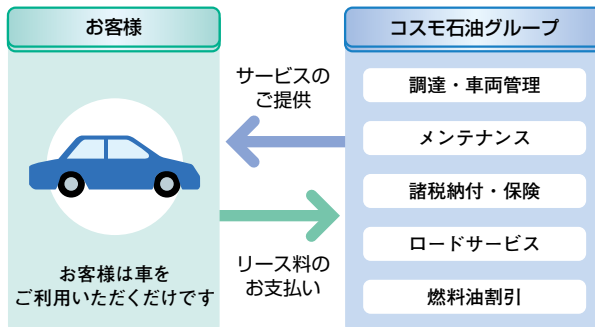 お客様
お客様は車を
ご利用いただくだけです
サービスの
ご提供
リース料の
お支払い
コスモ石油グループ
調達・車両管理
メンテナンス
諸税納付・保険
ロードサービス
燃料油割引